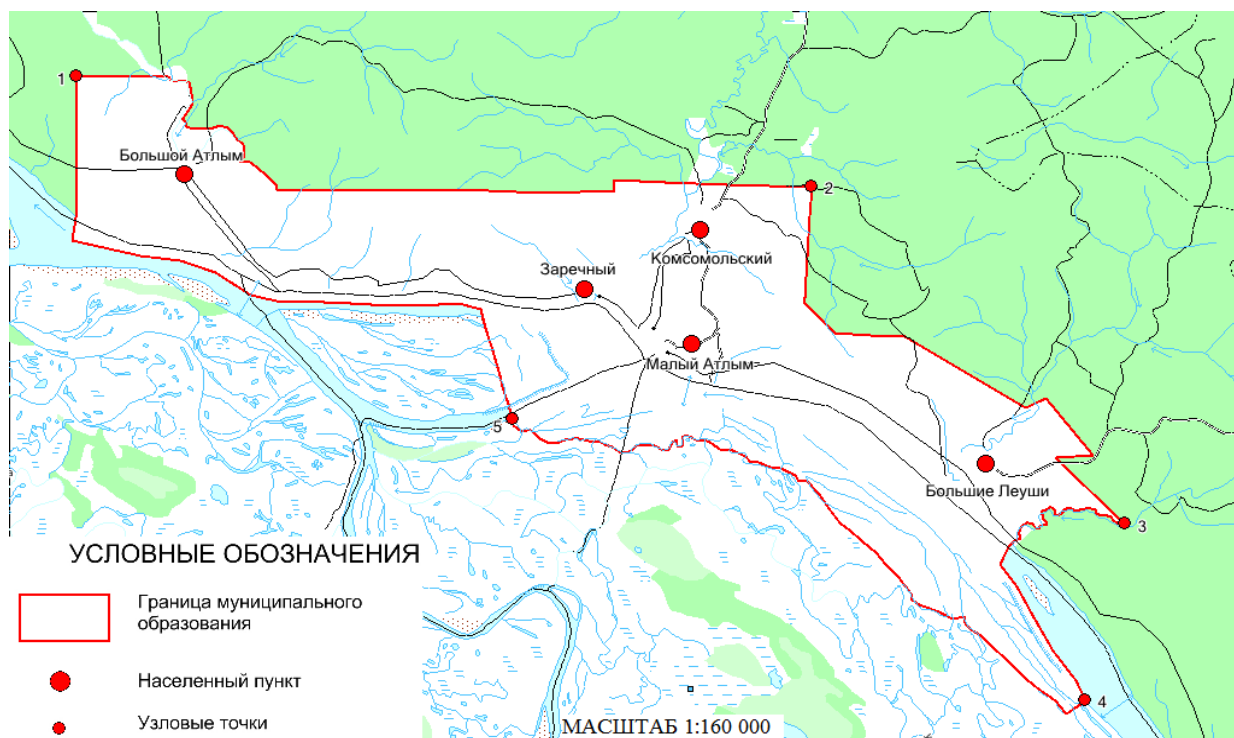 1
Большой Атлым
2
Комсомольский
Заречный
Малый Атлым
5
Большие Леуши
3
4
УСЛОВНЫЕ ОБОЗНАЧЕНИЯ
Граница муниципального
образования
Населенный пункт
Узловые точки
МАСШТАБ 1:160 000